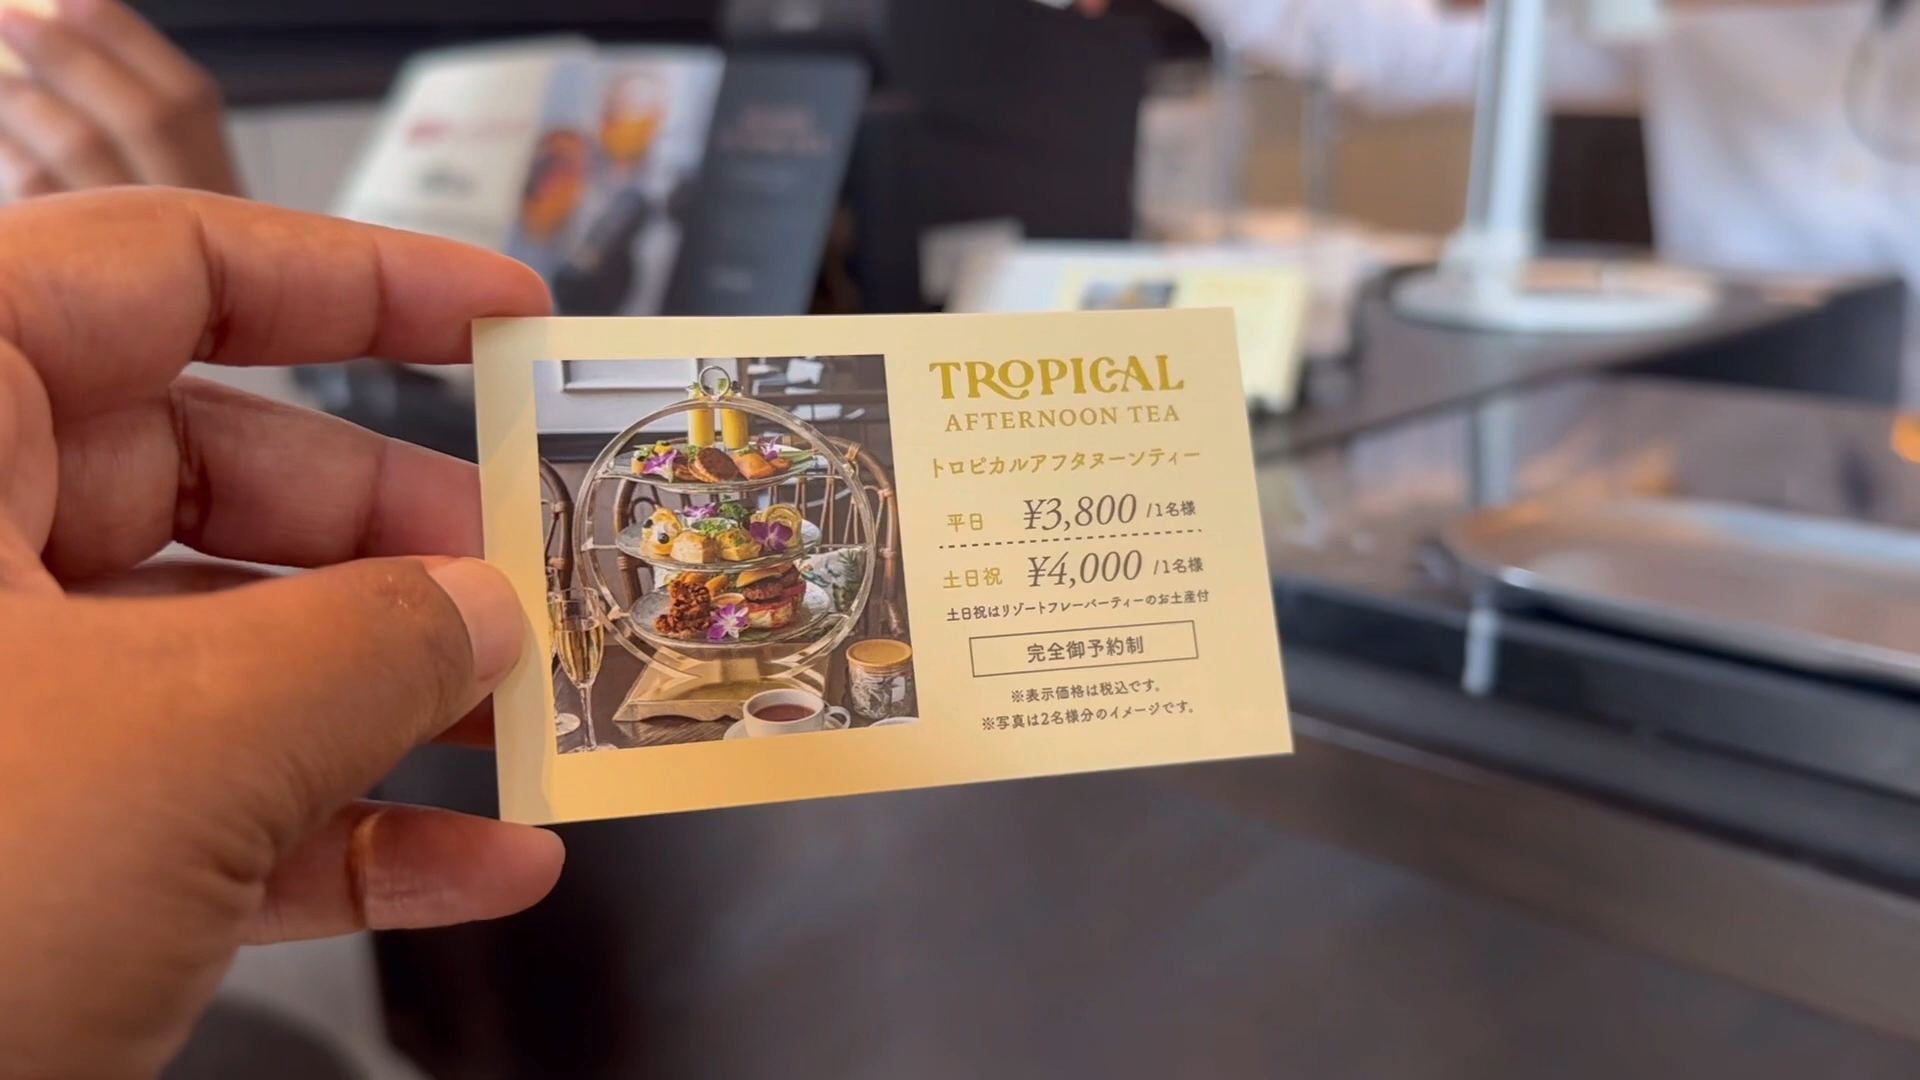 TROPICAL
AFTERNOON TEA
トロピカルアフタヌーンティー
平日 ¥3,800 /1名様
土日祝 ¥4,000 /1名様
土日祝はリゾートフレーバーティーのお土産付
完全御予約制
※表示価格は税込です。
※写真は2名様分のイメージです。